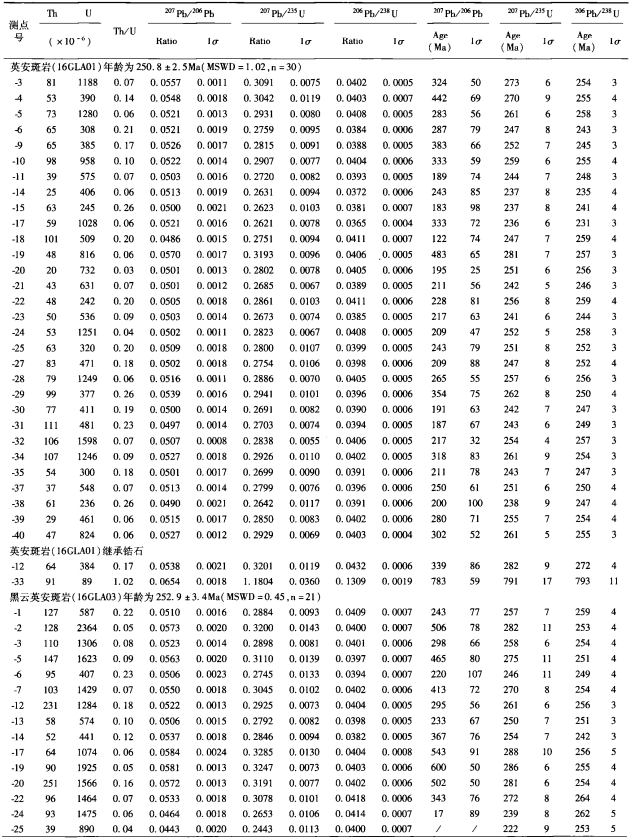 测点号 Th U Th/U 207Pb/206Pb 207Pb/235U 206Pb/238U 207Pb/206Pb 207Pb/235U 206Pb/238U
(×10⁻⁶) Ratio 1σ Ratio 1σ Ratio 1σ Age(Ma) 1σ Age(Ma) 1σ Age(Ma) 1σ
英安斑岩(16GLA01)年龄为250.8±2.5Ma(MSWD=1.02,n=30)
-3 81 1188 0.07 0.0557 0.0011 0.3091 0.0075 0.0402 0.0005 324 50 273 6 254 3
-4 53 390 0.14 0.0548 0.0018 0.3042 0.0119 0.0403 0.0007 442 69 270 9 255 4
-5 73 1280 0.06 0.0521 0.0013 0.2931 0.0080 0.0408 0.0005 283 56 261 6 258 3
-6 65 308 0.21 0.0521 0.0019 0.2759 0.0095 0.0384 0.0006 287 79 247 8 243 3
-9 65 385 0.17 0.0526 0.0017 0.2815 0.0091 0.0388 0.0005 383 66 252 7 245 3
-10 98 958 0.10 0.0522 0.0014 0.2907 0.0077 0.0404 0.0006 333 59 259 6 255 4
-11 39 575 0.07 0.0503 0.0016 0.2720 0.0082 0.0393 0.0005 189 74 244 7 248 3
-14 25 406 0.06 0.0513 0.0019 0.2631 0.0094 0.0372 0.0006 243 85 237 8 235 4
-15 63 245 0.26 0.0500 0.0021 0.2623 0.0103 0.0381 0.0007 183 98 237 8 241 4
-17 59 1028 0.06 0.0521 0.0016 0.2621 0.0078 0.0365 0.0004 333 72 236 6 231 3
-18 101 509 0.20 0.0486 0.0015 0.2751 0.0094 0.0411 0.0007 122 74 247 7 259 4
-19 48 816 0.06 0.0570 0.0017 0.3193 0.0096 0.0406 0.0005 483 65 281 7 257 3
-20 20 732 0.03 0.0501 0.0013 0.2802 0.0078 0.0405 0.0006 195 25 251 6 256 3
-21 43 631 0.07 0.0501 0.0012 0.2685 0.0067 0.0389 0.0005 211 56 242 5 246 3
-22 48 242 0.20 0.0505 0.0018 0.2861 0.0103 0.0411 0.0006 228 81 256 8 259 4
-23 50 536 0.09 0.0503 0.0014 0.2673 0.0074 0.0385 0.0005 217 63 241 6 244 3
-24 53 1251 0.04 0.0502 0.0011 0.2823 0.0067 0.0408 0.0005 209 47 252 5 258 3
-25 63 320 0.20 0.0509 0.0018 0.2800 0.0107 0.0399 0.0005 243 79 251 8 252 3
-27 83 471 0.18 0.0502 0.0018 0.2754 0.0106 0.0398 0.0006 209 88 247 8 252 4
-28 79 1249 0.06 0.0516 0.0011 0.2886 0.0070 0.0405 0.0005 265 55 257 6 256 3
-29 99 377 0.26 0.0539 0.0016 0.2941 0.0101 0.0396 0.0006 354 75 262 8 250 4
-30 77 411 0.19 0.0500 0.0014 0.2691 0.0082 0.0390 0.0006 191 63 242 7 247 3
-31 111 481 0.23 0.0497 0.0014 0.2703 0.0074 0.0394 0.0005 187 67 243 6 249 3
-32 106 1598 0.07 0.0507 0.0008 0.2838 0.0055 0.0406 0.0005 217 32 254 4 257 3
-34 107 1246 0.09 0.0527 0.0018 0.2926 0.0110 0.0402 0.0005 318 83 261 9 254 3
-35 54 300 0.18 0.0501 0.0017 0.2699 0.0090 0.0391 0.0006 211 78 243 7 247 3
-37 37 548 0.07 0.0513 0.0014 0.2799 0.0076 0.0396 0.0006 250 61 251 6 250 4
-38 61 236 0.26 0.0490 0.0021 0.2642 0.0117 0.0391 0.0006 200 100 238 9 247 4
-39 29 461 0.06 0.0515 0.0017 0.2850 0.0083 0.0402 0.0006 280 71 255 7 254 4
-40 47 824 0.06 0.0527 0.0012 0.2929 0.0069 0.0403 0.0004 302 52 261 5 255 3
英安斑岩(16GLA01)继承锆石
-12 64 384 0.17 0.0538 0.0021 0.3201 0.0119 0.0432 0.0006 339 86 282 9 272 4
-33 91 89 1.02 0.0654 0.0018 1.1804 0.0360 0.1309 0.0019 783 59 791 17 793 11
黑云英安斑岩(16GLA03)年龄为252.9±3.4Ma(MSWD=0.45,n=21)
-1 127 587 0.22 0.0510 0.0016 0.2884 0.0093 0.0409 0.0007 243 77 257 7 259 4
-2 128 2364 0.05 0.0573 0.0020 0.3200 0.0143 0.0400 0.0007 506 78 282 11 253 4
-3 110 1306 0.08 0.0523 0.0014 0.2898 0.0081 0.0401 0.0006 298 66 258 6 254 4
-5 147 1623 0.09 0.0563 0.0020 0.3110 0.0139 0.0397 0.0007 465 80 275 11 251 4
-6 95 407 0.23 0.0506 0.0023 0.2745 0.0133 0.0394 0.0007 220 107 246 11 249 4
-7 103 1429 0.07 0.0550 0.0018 0.3045 0.0102 0.0402 0.0006 413 72 270 8 254 4
-12 231 1284 0.18 0.0522 0.0013 0.2925 0.0073 0.0404 0.0006 295 56 261 6 256 3
-13 58 574 0.10 0.0506 0.0015 0.2792 0.0082 0.0398 0.0005 233 67 250 7 251 3
-14 52 441 0.12 0.0537 0.0018 0.2846 0.0094 0.0382 0.0005 367 76 254 7 242 3
-17 64 1074 0.06 0.0584 0.0024 0.3285 0.0130 0.0404 0.0008 543 91 288 10 256 5
-19 90 1925 0.05 0.0581 0.0013 0.3247 0.0073 0.0403 0.0006 600 50 286 6 255 4
-20 251 1566 0.16 0.0572 0.0013 0.3191 0.0077 0.0402 0.0006 502 50 281 6 254 4
-22 96 1464 0.07 0.0533 0.0018 0.3078 0.0101 0.0418 0.0006 343 76 272 8 264 4
-24 93 1475 0.06 0.0464 0.0018 0.2653 0.0106 0.0414 0.0007 17 89 239 8 262 5
-25 39 890 0.04 0.0443 0.0020 0.2443 0.0113 0.0400 0.0007 / / 222 9 253 5